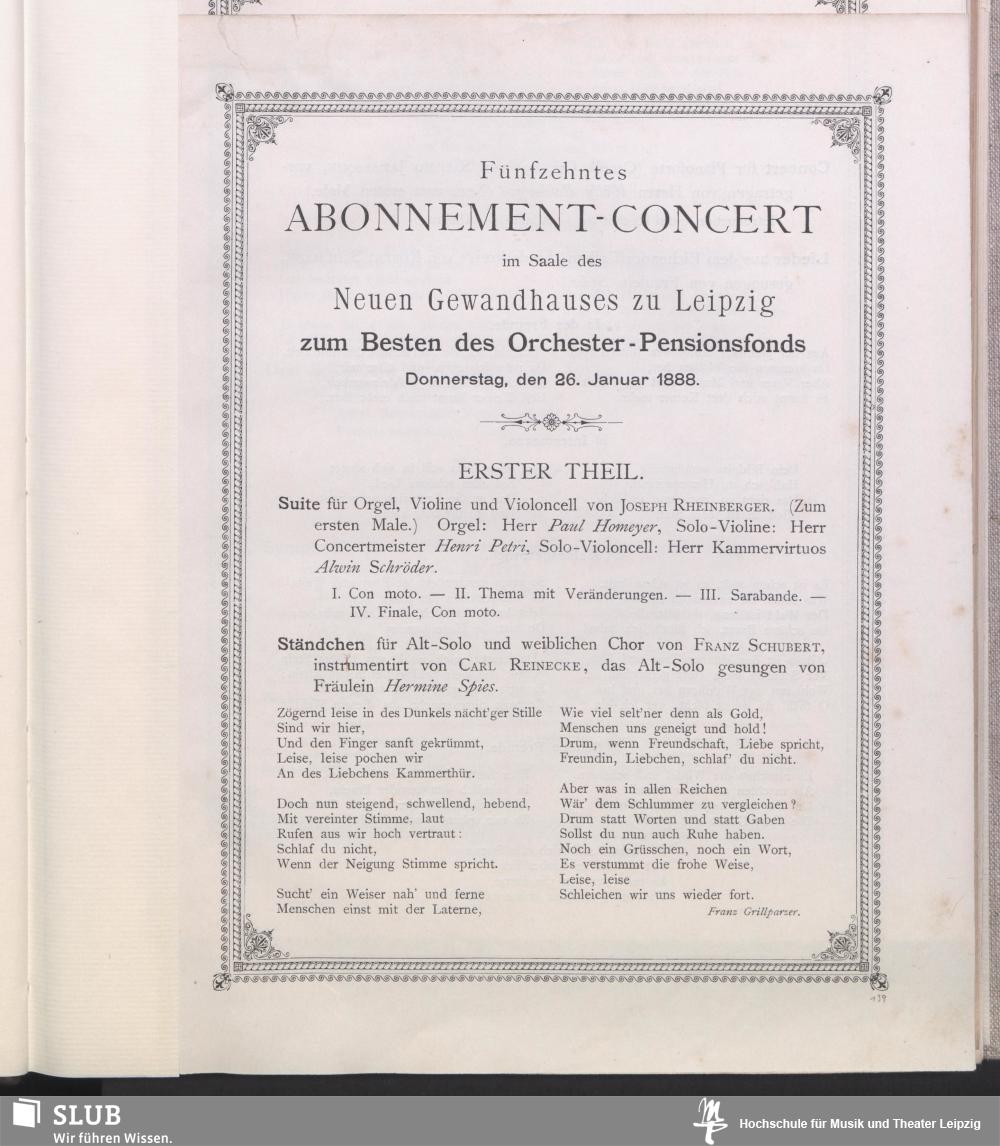 Fünfzehntes
ABONNEMENT-CONCERT
im Saale des
Neuen Gewandhauses zu Leipzig
zum Besten des Orchester-Pensionsfonds
Donnerstag, den 26. Januar 1888.
ERSTER THEIL.
Suite für Orgel, Violine und Violoncell von JOSEPH RHEINBERGER. (Zum
ersten Male.) Orgel: Herr Paul Homeyer, Solo-Violine: Herr
Concertmeister Henri Petri, Solo-Violoncell: Herr Kammervirtuos
Alwin Schröder.
I. Con moto. — II. Thema mit Veränderungen. — III. Sarabande. —
IV. Finale, Con moto.
Ständchen für Alt-Solo und weiblichen Chor von FRANZ SCHUBERT,
instrumentirt von CARL REINECKE, das Alt-Solo gesungen von
Fräulein Hermine Spies.
Zögernd leise in des Dunkels nächt'ger Stille
Sind wir hier,
Und den Finger sanft gekrümmt,
Leise, leise pochen wir
An des Liebchens Kammerthür.
Doch nun steigend, schwellend, hebend,
Mit vereinter Stimme, laut
Rufen aus wir hoch vertraut:
Schlaf du nicht,
Wenn der Neigung Stimme spricht.
Sucht' ein Weiser nah' und ferne
Menschen einst mit der Laterne,
Wie viel selt'ner denn als Gold,
Menschen uns geneigt und hold!
Drum, wenn Freundschaft, Liebe spricht,
Freundin, Liebchen, schlaf' du nicht.
Aber was in allen Reichen
Wär' dem Schlummer zu vergleichen?
Drum statt Worten und statt Gaben
Sollst du nun auch Ruhe haben.
Noch ein Grüsschen, noch ein Wort,
Es verstummt die frohe Weise,
Leise, leise
Schleichen wir uns wieder fort.
Franz Grillparzer.
139
SLUB
Wir führen Wissen.
Hochschule für Musik und Theater Leipzig